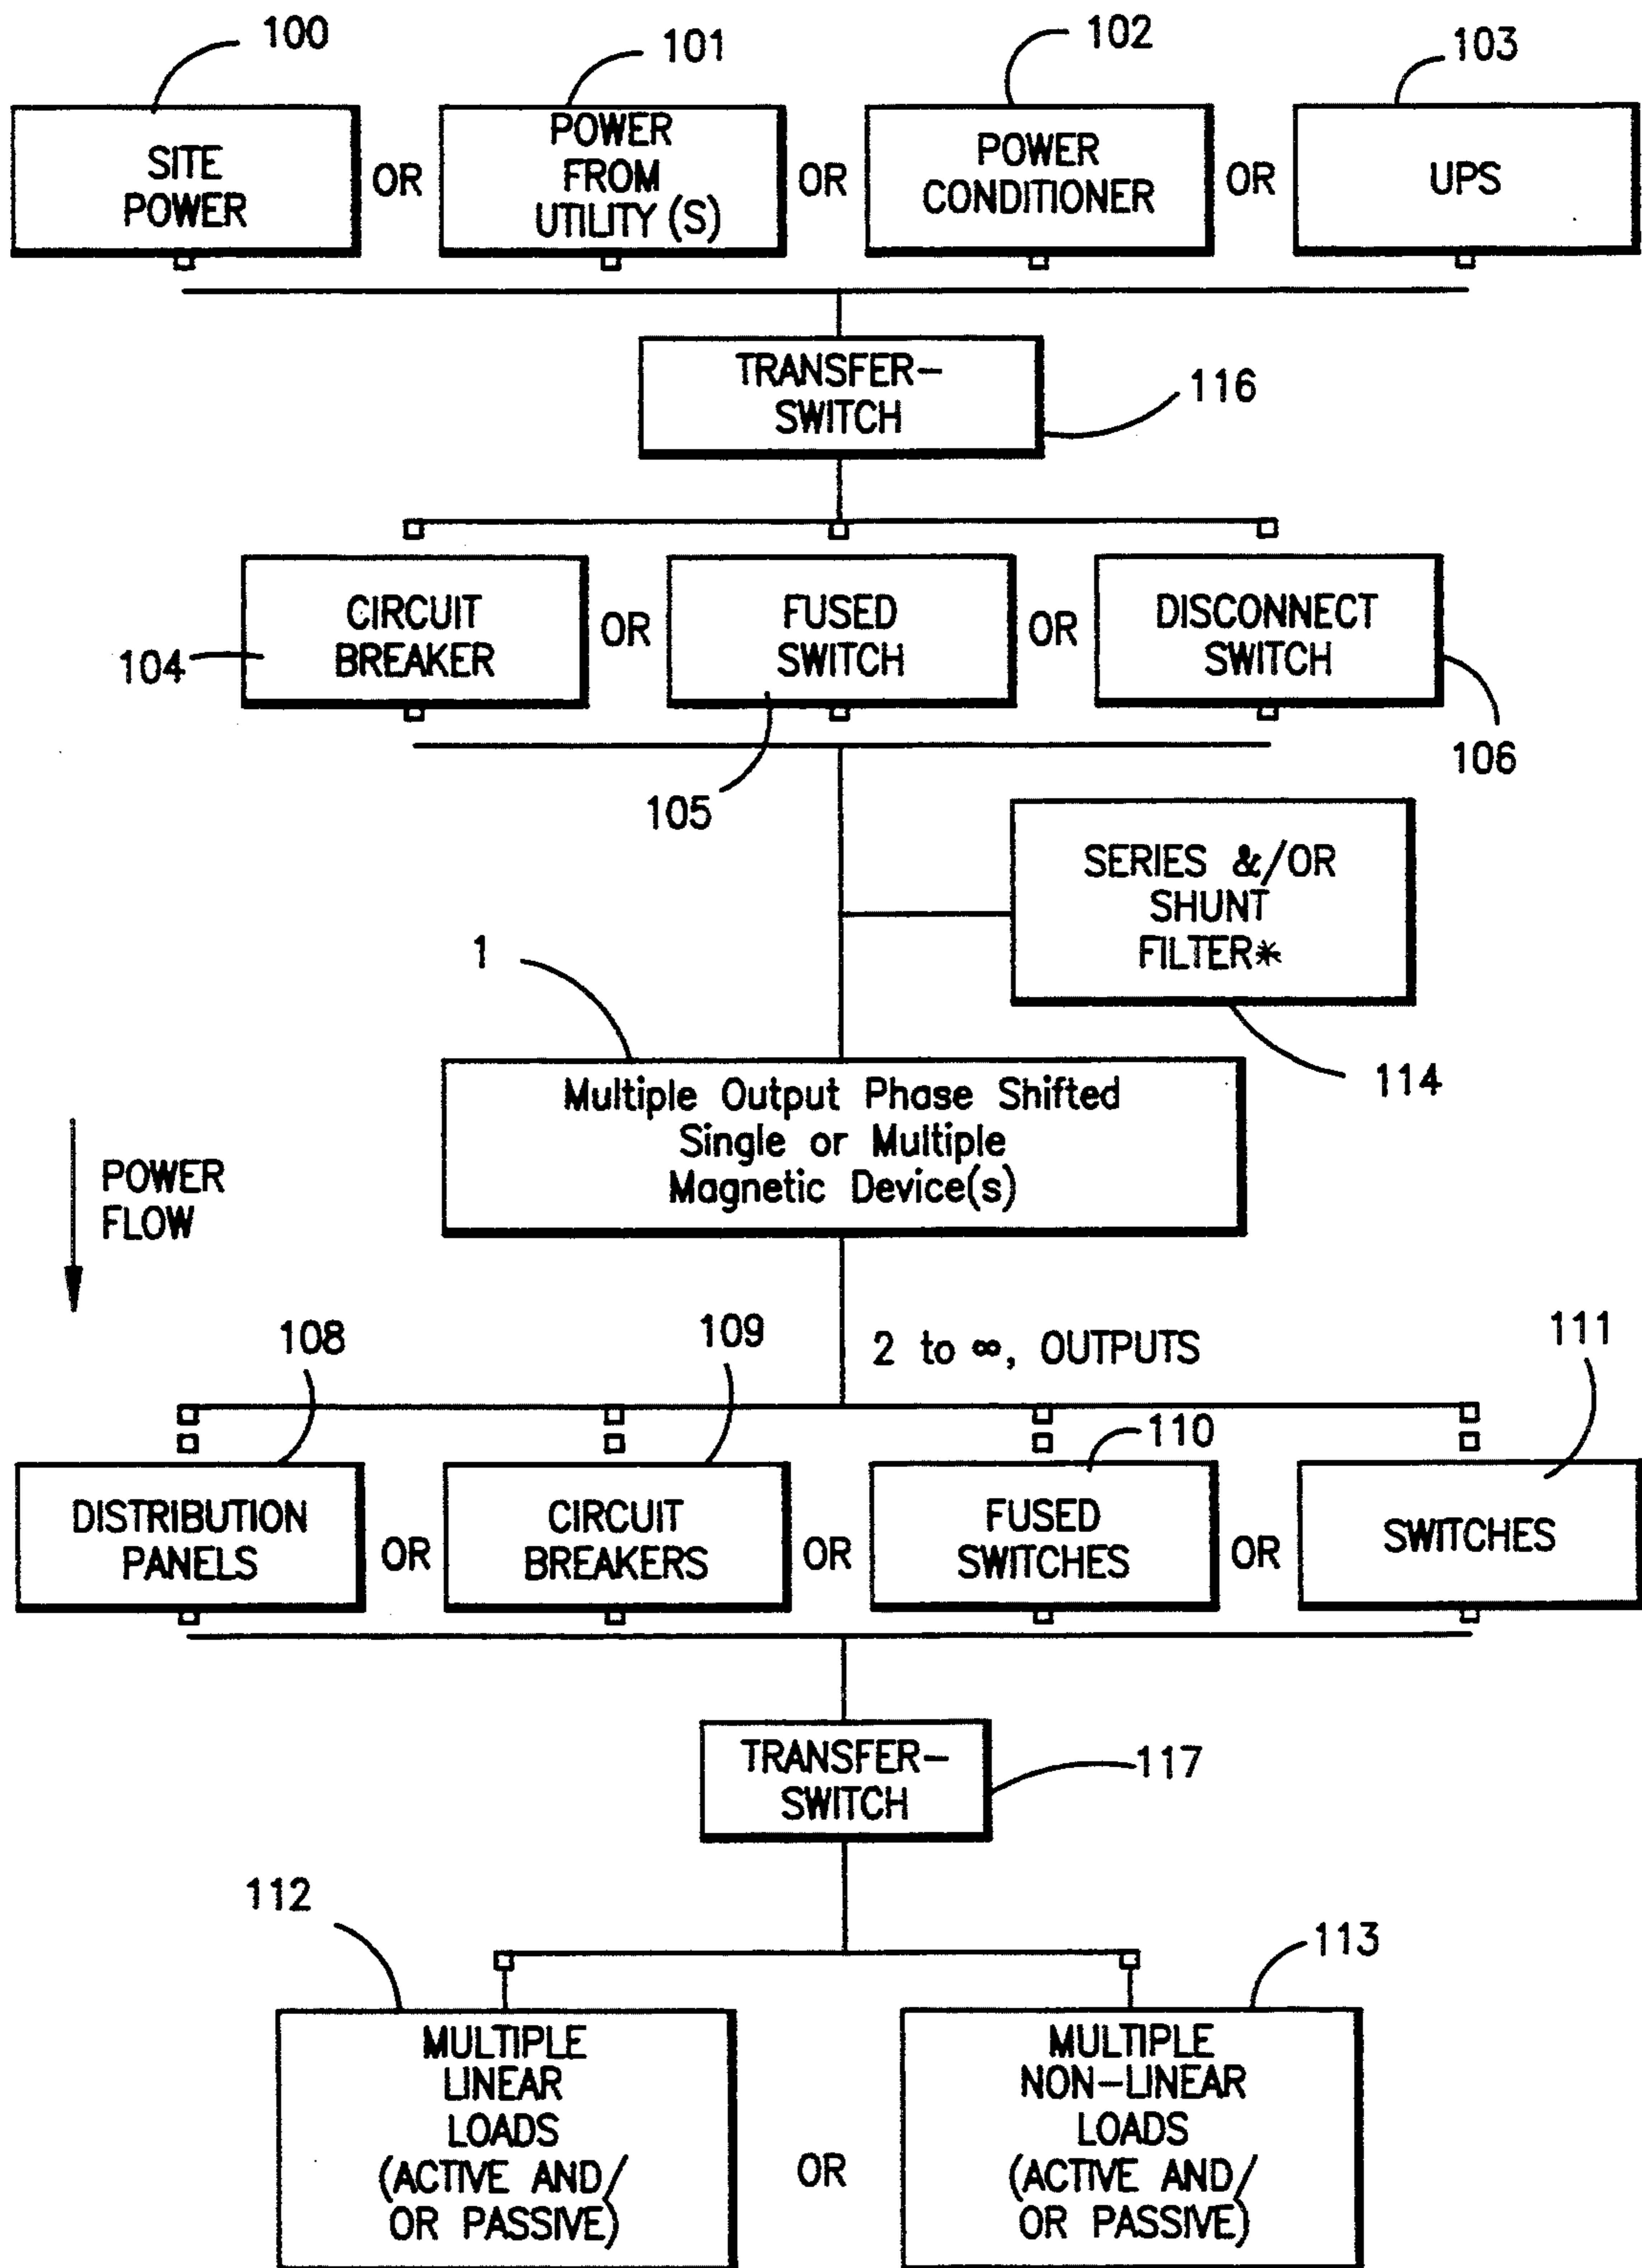 100
101
102
103
SITE
POWER
OR
POWER
FROM
UTILITY (S)
OR
POWER
CONDITIONER
OR
UPS
TRANSFER-
SWITCH
116
CIRCUIT
BREAKER
104
OR
FUSED
SWITCH
105
OR
DISCONNECT
SWITCH
106
SERIES &/OR
SHUNT
FILTER*
114
1
Multiple Output Phase Shifted
Single or Multiple
Magnetic Device(s)
POWER
FLOW
2 to ∞, OUTPUTS
108
109
110
111
DISTRIBUTION
PANELS
OR
CIRCUIT
BREAKERS
OR
FUSED
SWITCHES
OR
SWITCHES
TRANSFER-
SWITCH
117
112
113
MULTIPLE
LINEAR
LOADS
(ACTIVE AND/
OR PASSIVE)
OR
MULTIPLE
NON-LINEAR
LOADS
(ACTIVE AND/
OR PASSIVE)